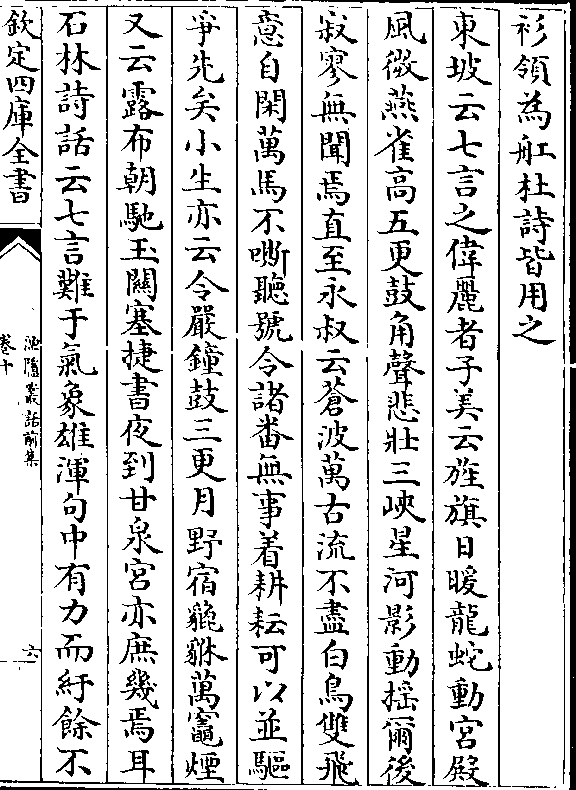 衫領為舡杜詩皆用之
東坡云七言之偉麗者子美云旌旗日暖龍蛇動宮殿
風微燕雀高五更鼓角聲悲壯三峽星河影動揺爾後
寂寥無聞焉直至永叔云蒼波萬古流不盡白鳥雙飛
意自閑萬馬不嘶聽號令諸番無事着耕耘可以並驅
爭先矣小生亦云令嚴鐘鼓三更月野宿貔貅萬竈煙
又云露布朝馳玉闗塞捷書夜到甘泉宮亦庶幾焉耳
石林詩話云七言難于氣象雄渾句中有力而紆餘不
欽定四庫全書
漁隱叢話前集
卷十
六